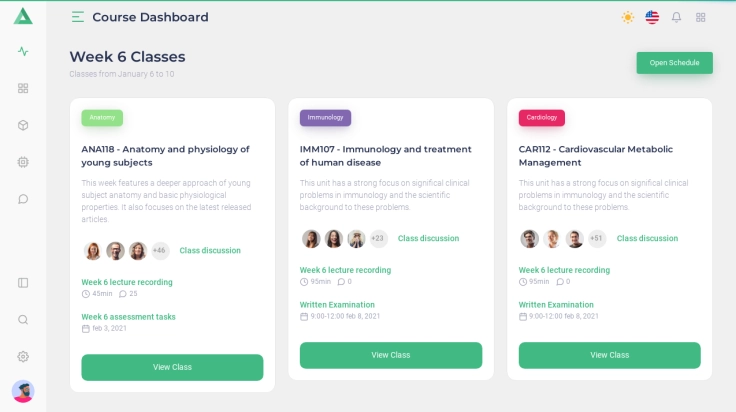 Course Dashboard
Week 6 Classes
Classes from January 6 to 10
Open Schedule
Anatomy
ANA118 - Anatomy and physiology of
young subjects
This week features a deeper approach of young
subject anatomy and basic physiological
properties. It also focuses on the latest released
articles.
+46
Class discussion
Week 6 lecture recording
45min
25
Week 6 assessment tasks
feb 3, 2021
View Class
Immunology
IMM107 - Immunology and treatment
of human disease
This unit has a strong focus on significal clinical
problems in immunology and the scientific
background to these problems.
+23
Class discussion
Week 6 lecture recording
95min
0
Written Examination
9:00-12:00 feb 8, 2021
View Class
Cardiology
CAR112 - Cardiovascular Metabolic
Management
This unit has a strong focus on significal clinical
problems in immunology and the scientific
background to these problems.
+51
Class discussion
Week 6 lecture recording
95min
0
Written Examination
9:00-12:00 feb 8, 2021
View Class